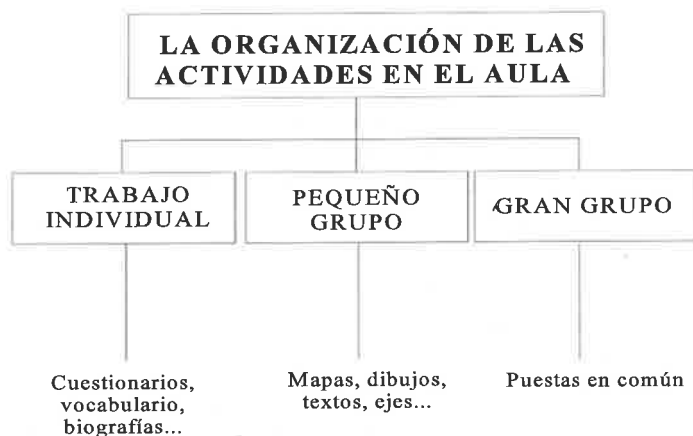 LA ORGANIZACIÓN DE LAS
ACTIVIDADES EN EL AULA
TRABAJO
INDIVIDUAL
PEQUEÑO
GRUPO
GRAN GRUPO
Cuestionarios,
vocabulario,
biografías...
Mapas, dibujos,
textos, ejes...
Puestas en común